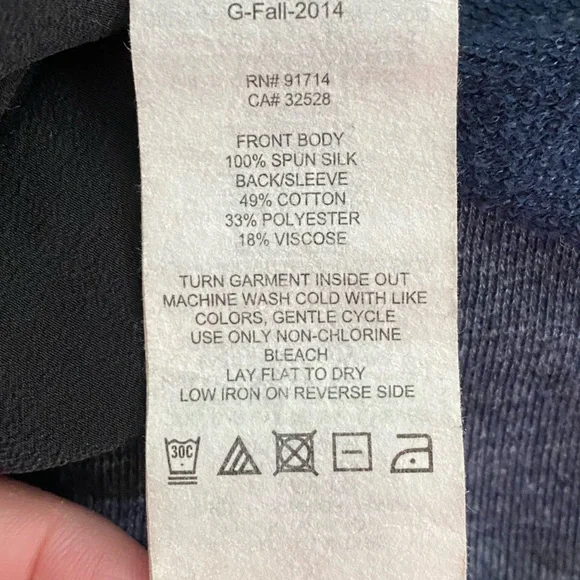 G-Fall-2014
RN# 91714
CA# 32528
FRONT BODY
100% SPUN SILK
BACK/SLEEVE
49% COTTON
33% POLYESTER
18% VISCOSE
TURN GARMENT INSIDE OUT
MACHINE WASH COLD WITH LIKE
COLORS, GENTLE CYCLE
USE ONLY NON-CHLORINE
BLEACH
LAY FLAT TO DRY
LOW IRON ON REVERSE SIDE
30C